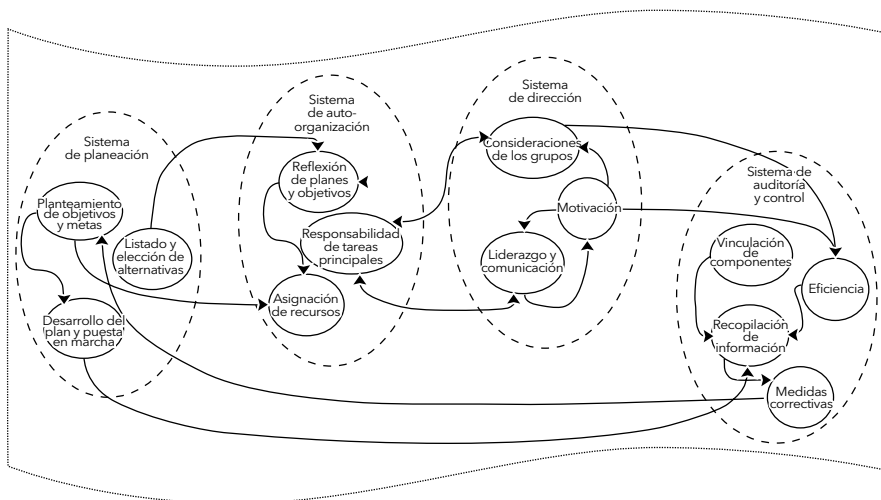 Sistema
de planeación
Planteamiento
de objetivos
y metas
Listado y
elección de
alternativas
Desarrollo del
plan y puesta
en marcha
Sistema
de auto-
organización
Reflexión
de planes
y objetivos
Responsabilidad
de tareas
principales
Asignación
de recursos
Sistema
de dirección
Consideraciones
de los grupos
Motivación
Liderazgo y
comunicación
Sistema de
auditoría
y control
Vinculación de
componentes
Eficiencia
Recopilación
de
información
Medidas
correctivas